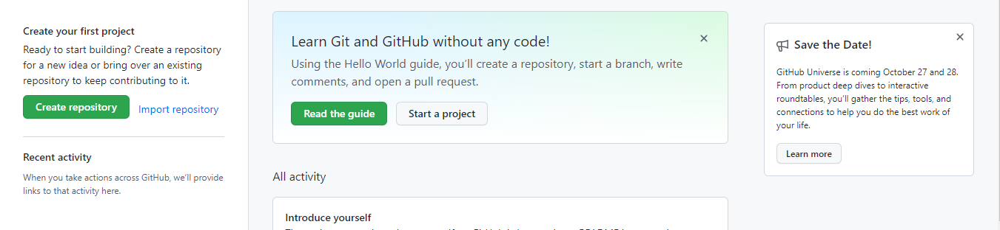 Create your first project
Ready to start building? Create a repository
for a new idea or bring over an existing
repository to keep contributing to it.
Create repository
Import repository
Recent activity
When you take actions across GitHub, we'll provide
links to that activity here.
Learn Git and GitHub without any code!
Using the Hello World guide, you'll create a repository, start a branch, write
comments, and open a pull request.
Read the guide
Start a project
All activity
Introduce yourself
Save the Date!
GitHub Universe is coming October 27 and 28.
From product deep dives to interactive
roundtables, you'll gather the tips, tools, and
connections to help you do the best work of
your life.
Learn more